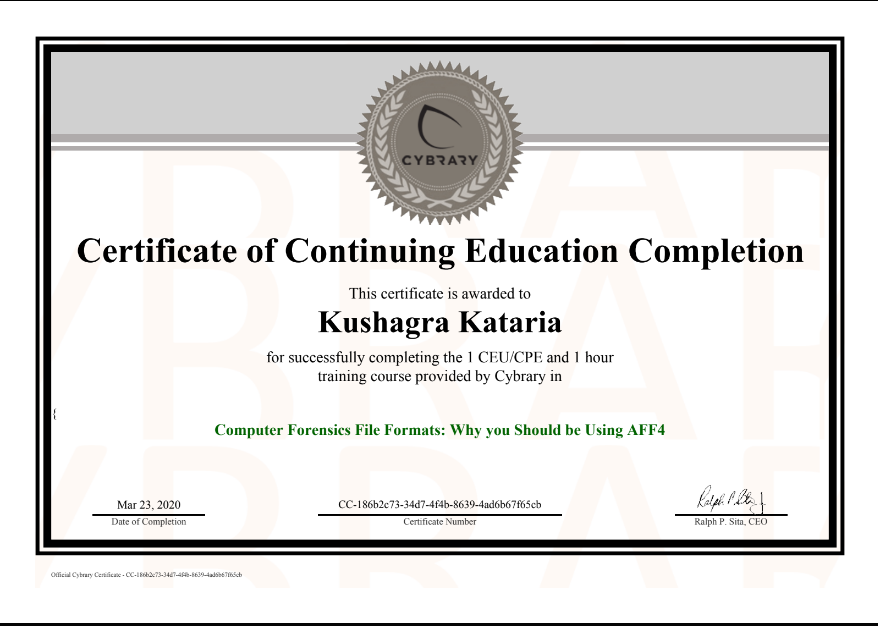 CYBRARY
Certificate of Continuing Education Completion
This certificate is awarded to
Kushagra Kataria
for successfully completing the 1 CEU/CPE and 1 hour
training course provided by Cybrary in
Computer Forensics File Formats: Why you Should be Using AFF4
Mar 23, 2020
Date of Completion
CC-186b2c73-34d7-4f4b-8639-4ad6b67f65cb
Certificate Number
Ralph P. Sita, CEO
Official Cybrary Certificate - CC-186b2c73-34d7-4f4b-8639-4ad6b67f65cb